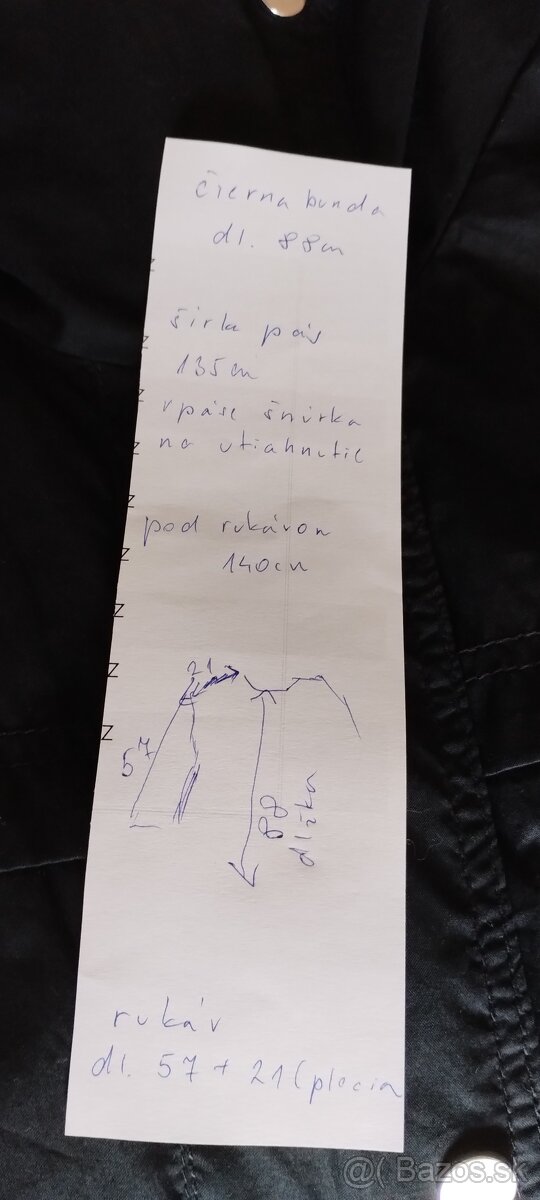 čierna bunda
dl. 88cm
šírka pás
135cm
v páse šnúrka
na utiahnutie
pod rukávom
140cm
21
57
88
dĺžka
rukáv
dl. 57 + 21 (plecia
Z
Z
Z
Z
Z
Z
Z
Z
Z
@( Bazos.sk